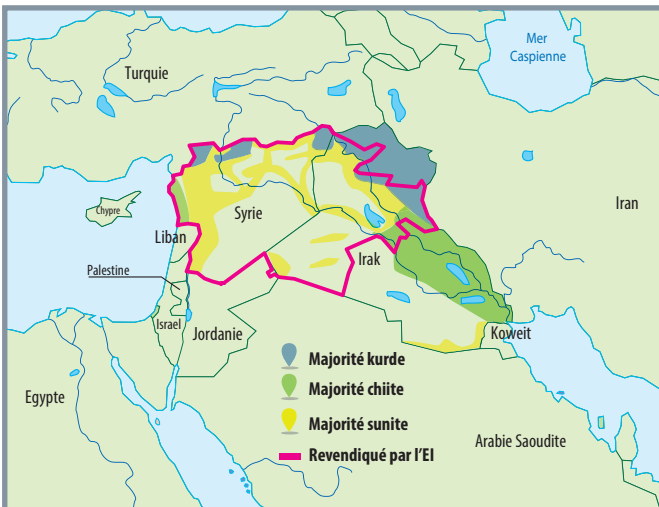 Mer
Caspienne
Turquie
Chypre
Syrie
Iran
Liban
Irak
Palestine
Israel
Jordanie
Koweit
Majorité kurde
Majorité chiite
Egypte
Majorité sunite
Arabie Saoudite
Revendiqué par l'EI